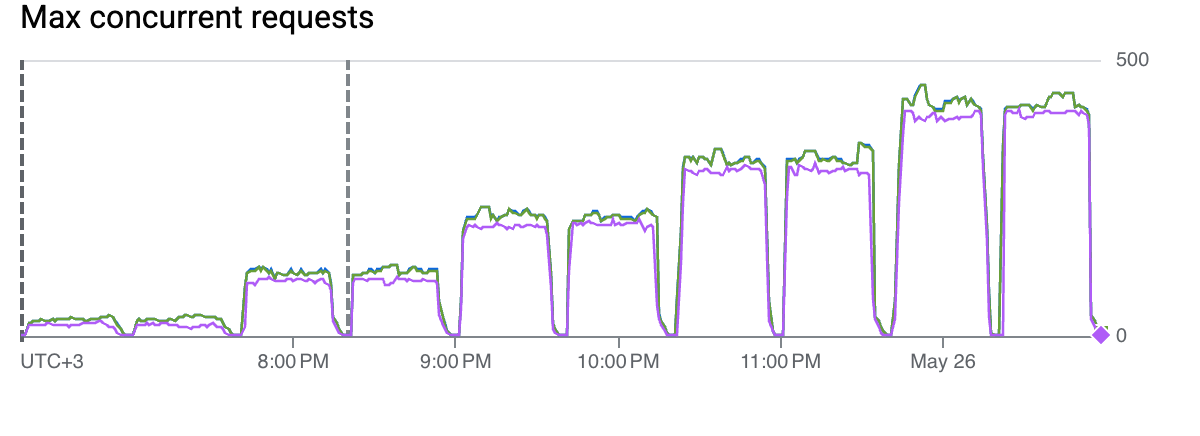 Max concurrent requests
500
0
UTC+3
8:00 PM
9:00 PM
10:00 PM
11:00 PM
May 26